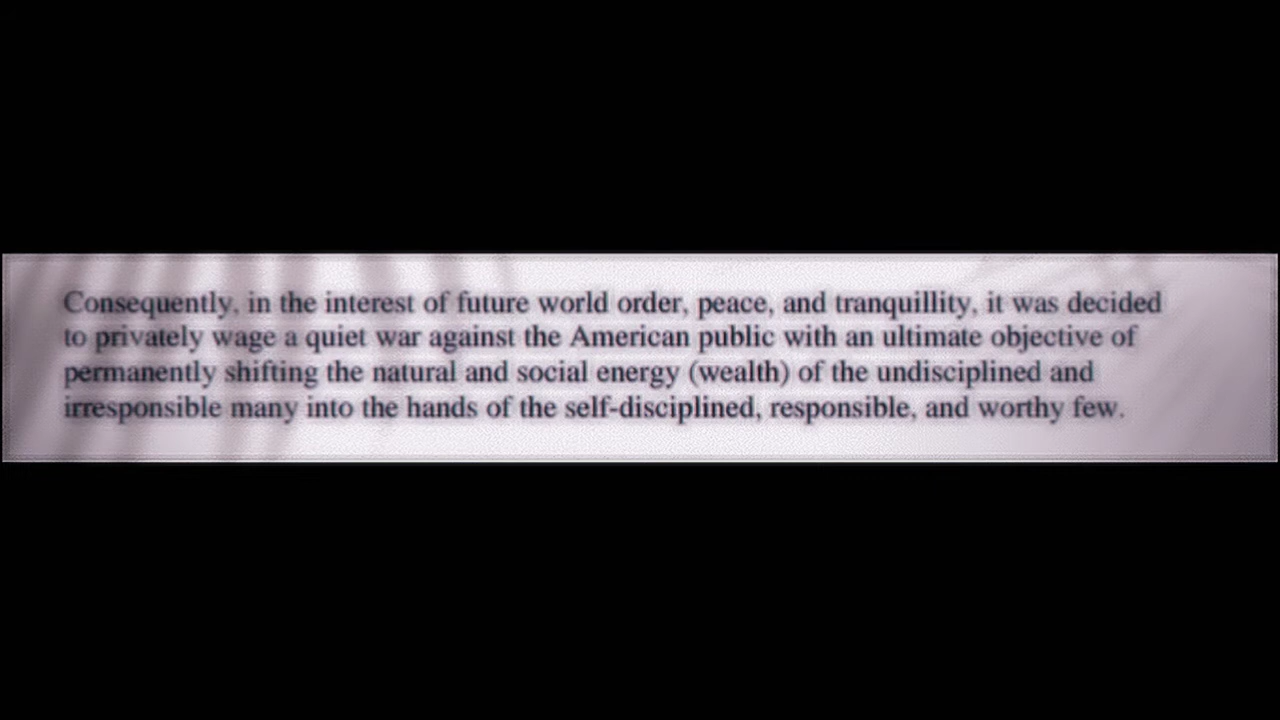 Consequently, in the interest of future world order, peace, and tranquillity, it was decided
to privately wage a quiet war against the American public with an ultimate objective of
permanently shifting the natural and social energy (wealth) of the undisciplined and
irresponsible many into the hands of the self-disciplined, responsible, and worthy few.